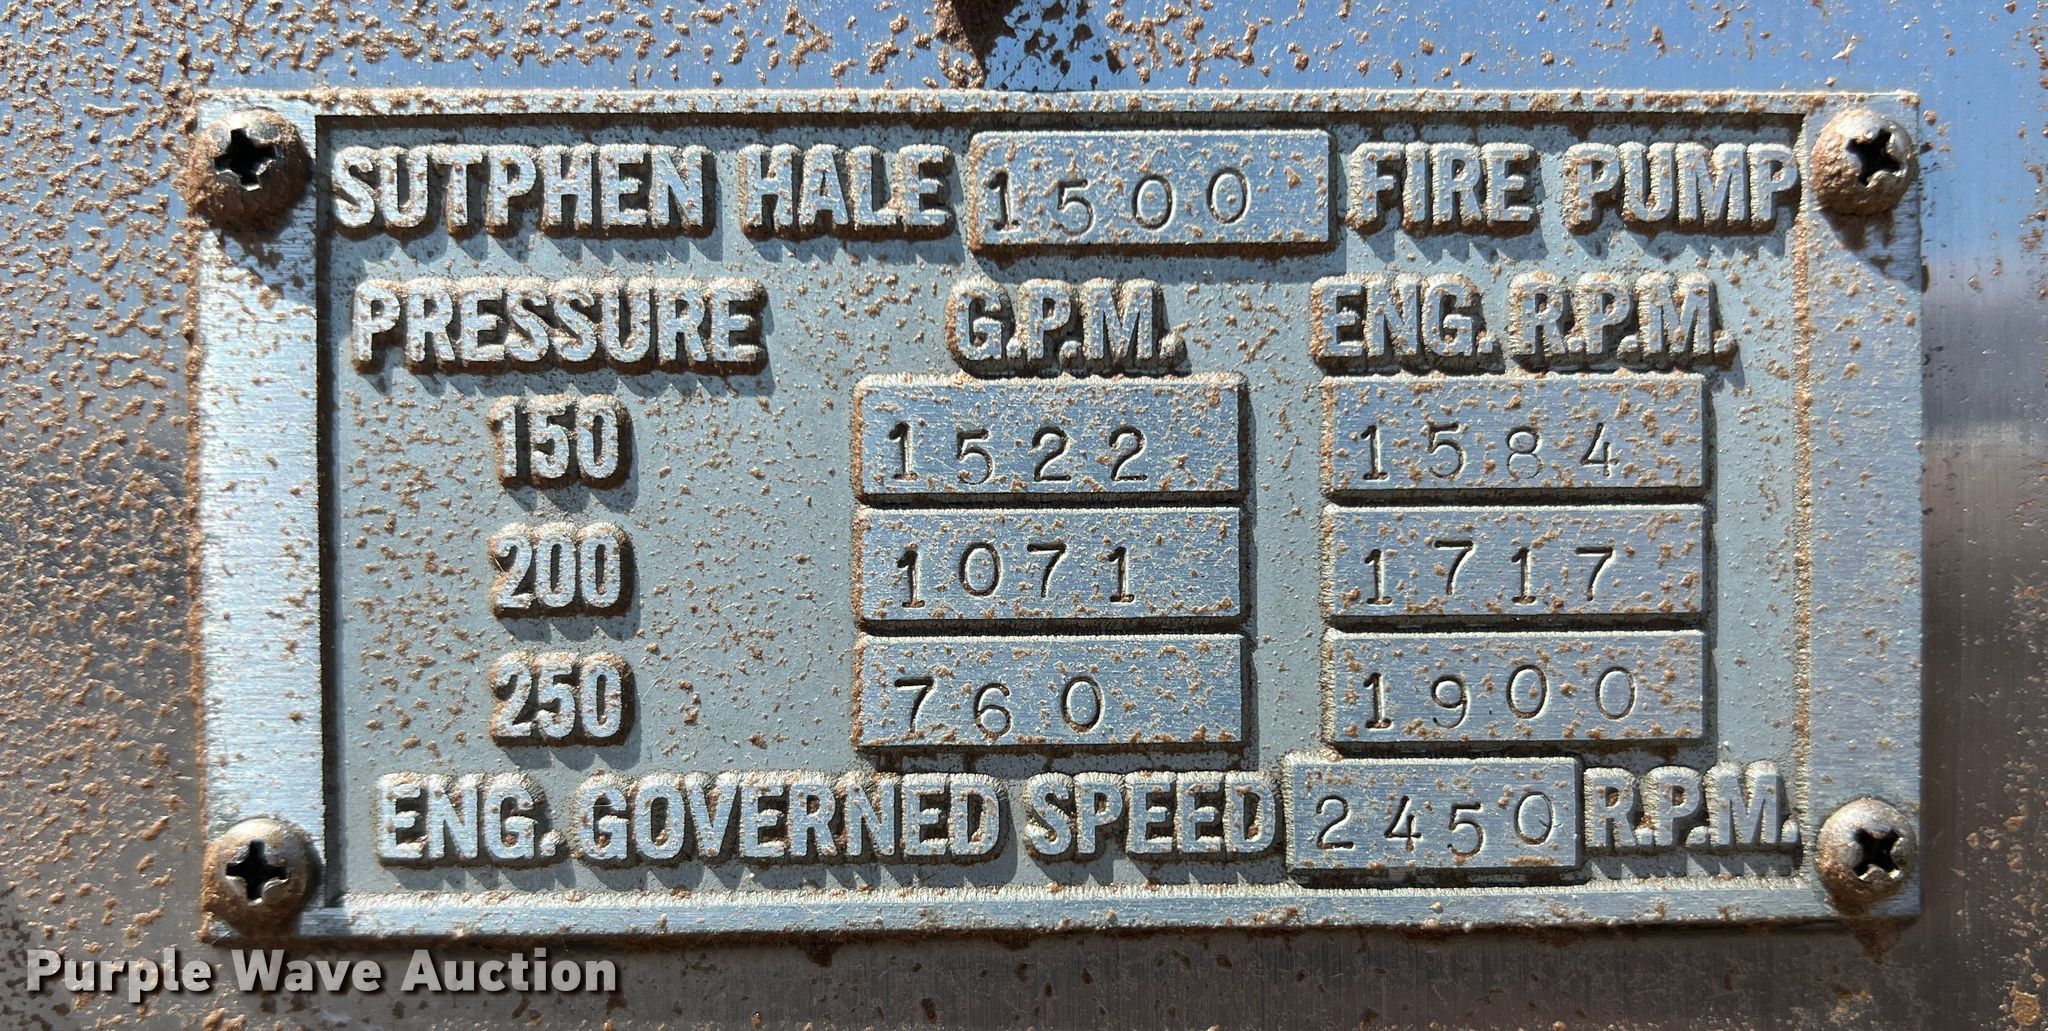 SUTPHEN HALE 1500 FIRE PUMP
PRESSURE G.P.M. ENG. R.P.M.
150 1522 1584
200 1071 1717
250 760 1900
ENG. GOVERNED SPEED 2450 R.P.M.
Purple Wave Auction